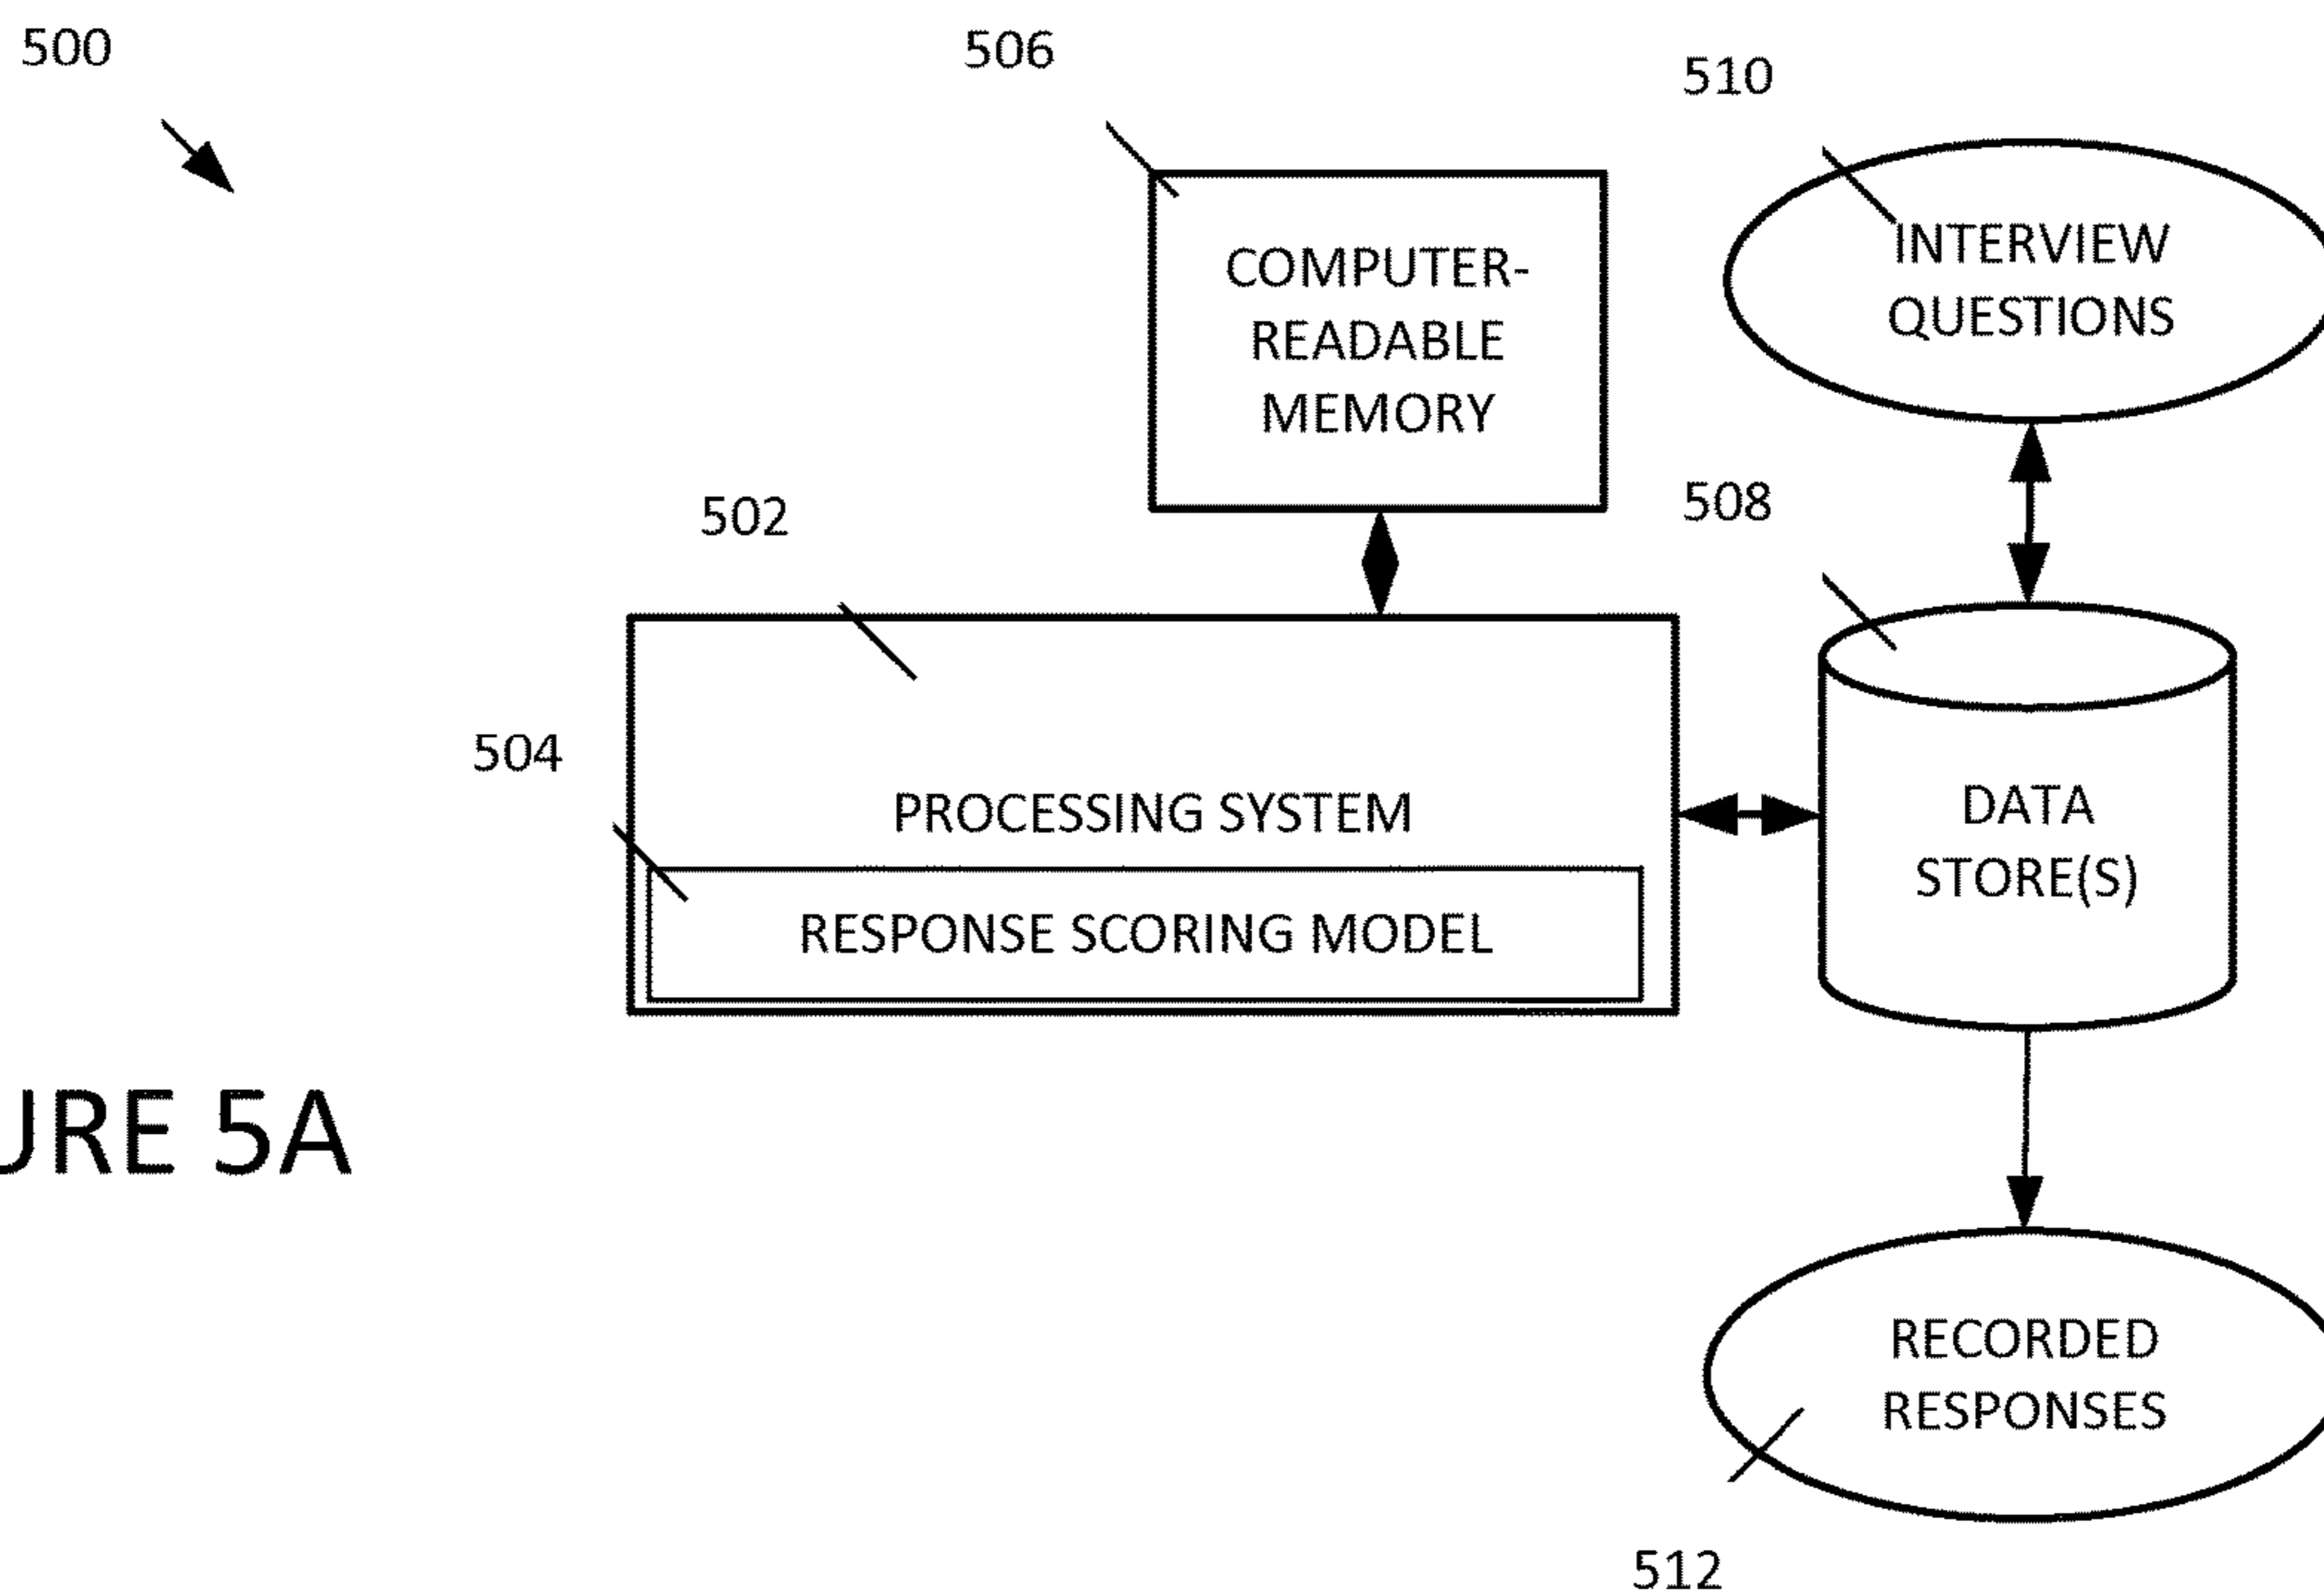 500
506
510
INTERVIEW
QUESTIONS
COMPUTER-
READABLE
MEMORY
502
508
504
PROCESSING SYSTEM
DATA
STORE(S)
RESPONSE SCORING MODEL
URE 5A
RECORDED
RESPONSES
512